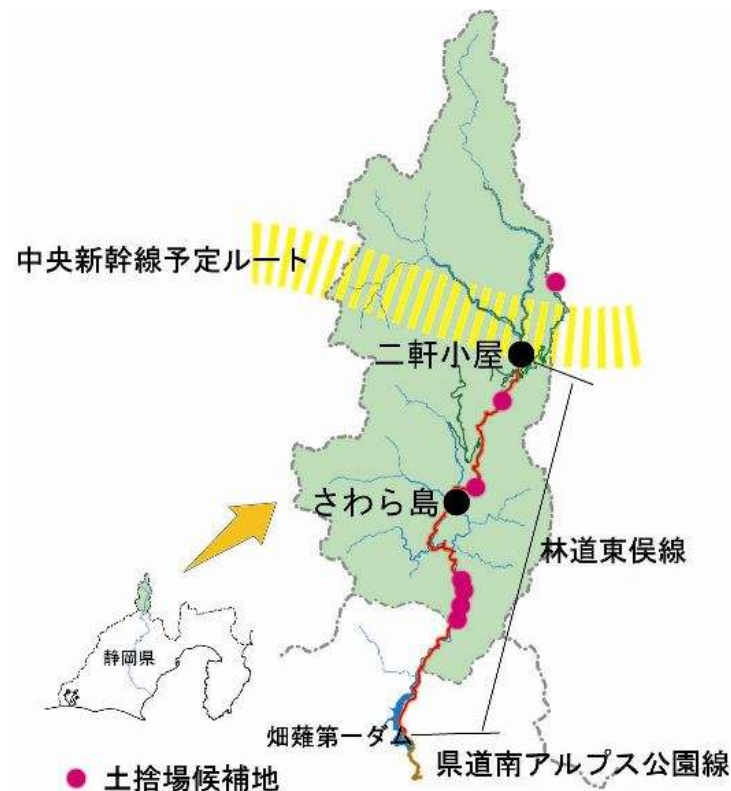 中央新幹線予定ルート
二軒小屋
さわら島
林道東俣線
静岡県
畑薙第一ダム
県道南アルプス公園線
土捨場候補地